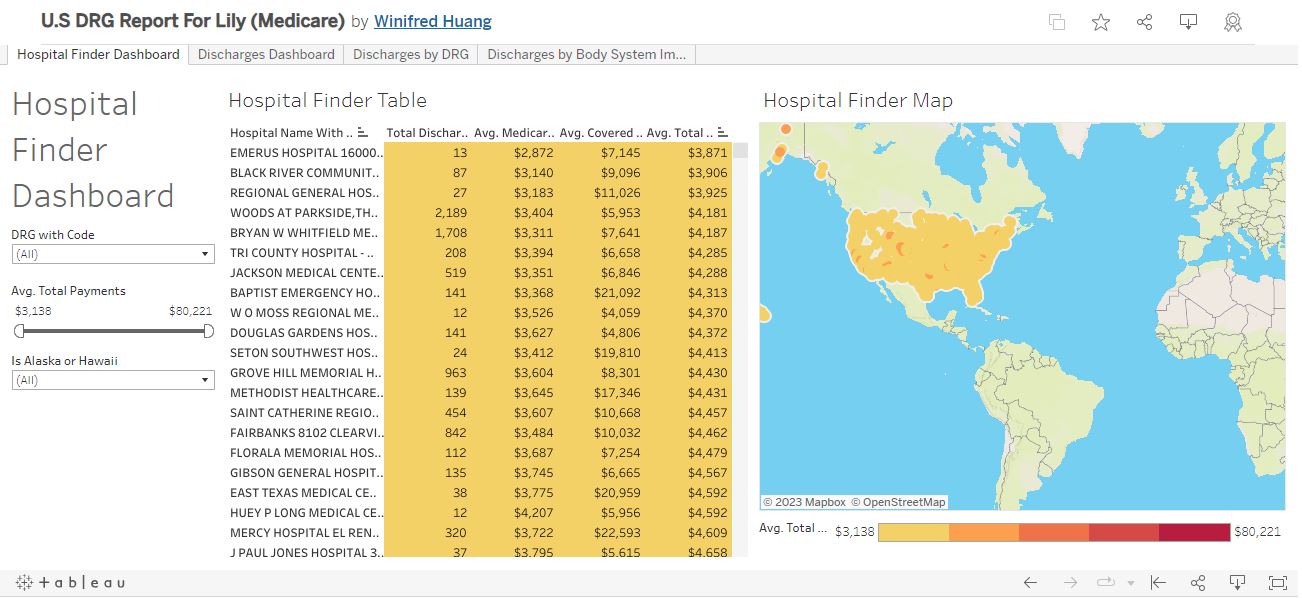 U.S DRG Report For Lily (Medicare) by Winifred Huang
Hospital Finder Dashboard
Discharges Dashboard
Discharges by DRG
Discharges by Body System Im...
Hospital
Finder
Dashboard
DRG with Code
(All)
Avg. Total Payments
$3,138 $80,221
Is Alaska or Hawaii
(All)
Hospital Finder Table
Hospital Name With .. Total Dischar.. Avg. Medicar.. Avg. Covered .. Avg. Total ..
EMERUS HOSPITAL 16000.. 13 $2,872 $7,145 $3,871
BLACK RIVER COMMUNIT.. 87 $3,140 $9,096 $3,906
REGIONAL GENERAL HOS.. 27 $3,183 $11,026 $3,925
WOODS AT PARKSIDE,TH.. 2,189 $3,404 $5,953 $4,181
BRYAN W WHITFIELD ME.. 1,708 $3,311 $7,641 $4,187
TRI COUNTY HOSPITAL - .. 208 $3,394 $6,658 $4,285
JACKSON MEDICAL CENTE.. 519 $3,351 $6,846 $4,288
BAPTIST EMERGENCY HO.. 141 $3,368 $21,092 $4,313
W O MOSS REGIONAL ME.. 12 $3,526 $4,059 $4,370
DOUGLAS GARDENS HOS.. 141 $3,627 $4,806 $4,372
SETON SOUTHWEST HOS.. 24 $3,412 $19,810 $4,413
GROVE HILL MEMORIAL H.. 963 $3,604 $8,301 $4,430
METHODIST HEALTHCARE.. 139 $3,645 $17,346 $4,431
SAINT CATHERINE REGIO.. 454 $3,607 $10,668 $4,457
FAIRBANKS 8102 CLEARVI.. 842 $3,484 $10,032 $4,462
FLORALA MEMORIAL HOS.. 112 $3,687 $7,254 $4,479
GIBSON GENERAL HOSPIT.. 135 $3,745 $6,665 $4,567
EAST TEXAS MEDICAL CE.. 38 $3,775 $20,959 $4,592
HUEY P LONG MEDICAL CE.. 12 $4,207 $5,956 $4,592
MERCY HOSPITAL EL REN.. 320 $3,722 $22,593 $4,609
J PAUL JONES HOSPITAL 3.. 37 $3,795 $5,615 $4,658
Hospital Finder Map
© 2023 Mapbox © OpenStreetMap
Avg. Total ... $3,138 $80,221
+ a b | e a u